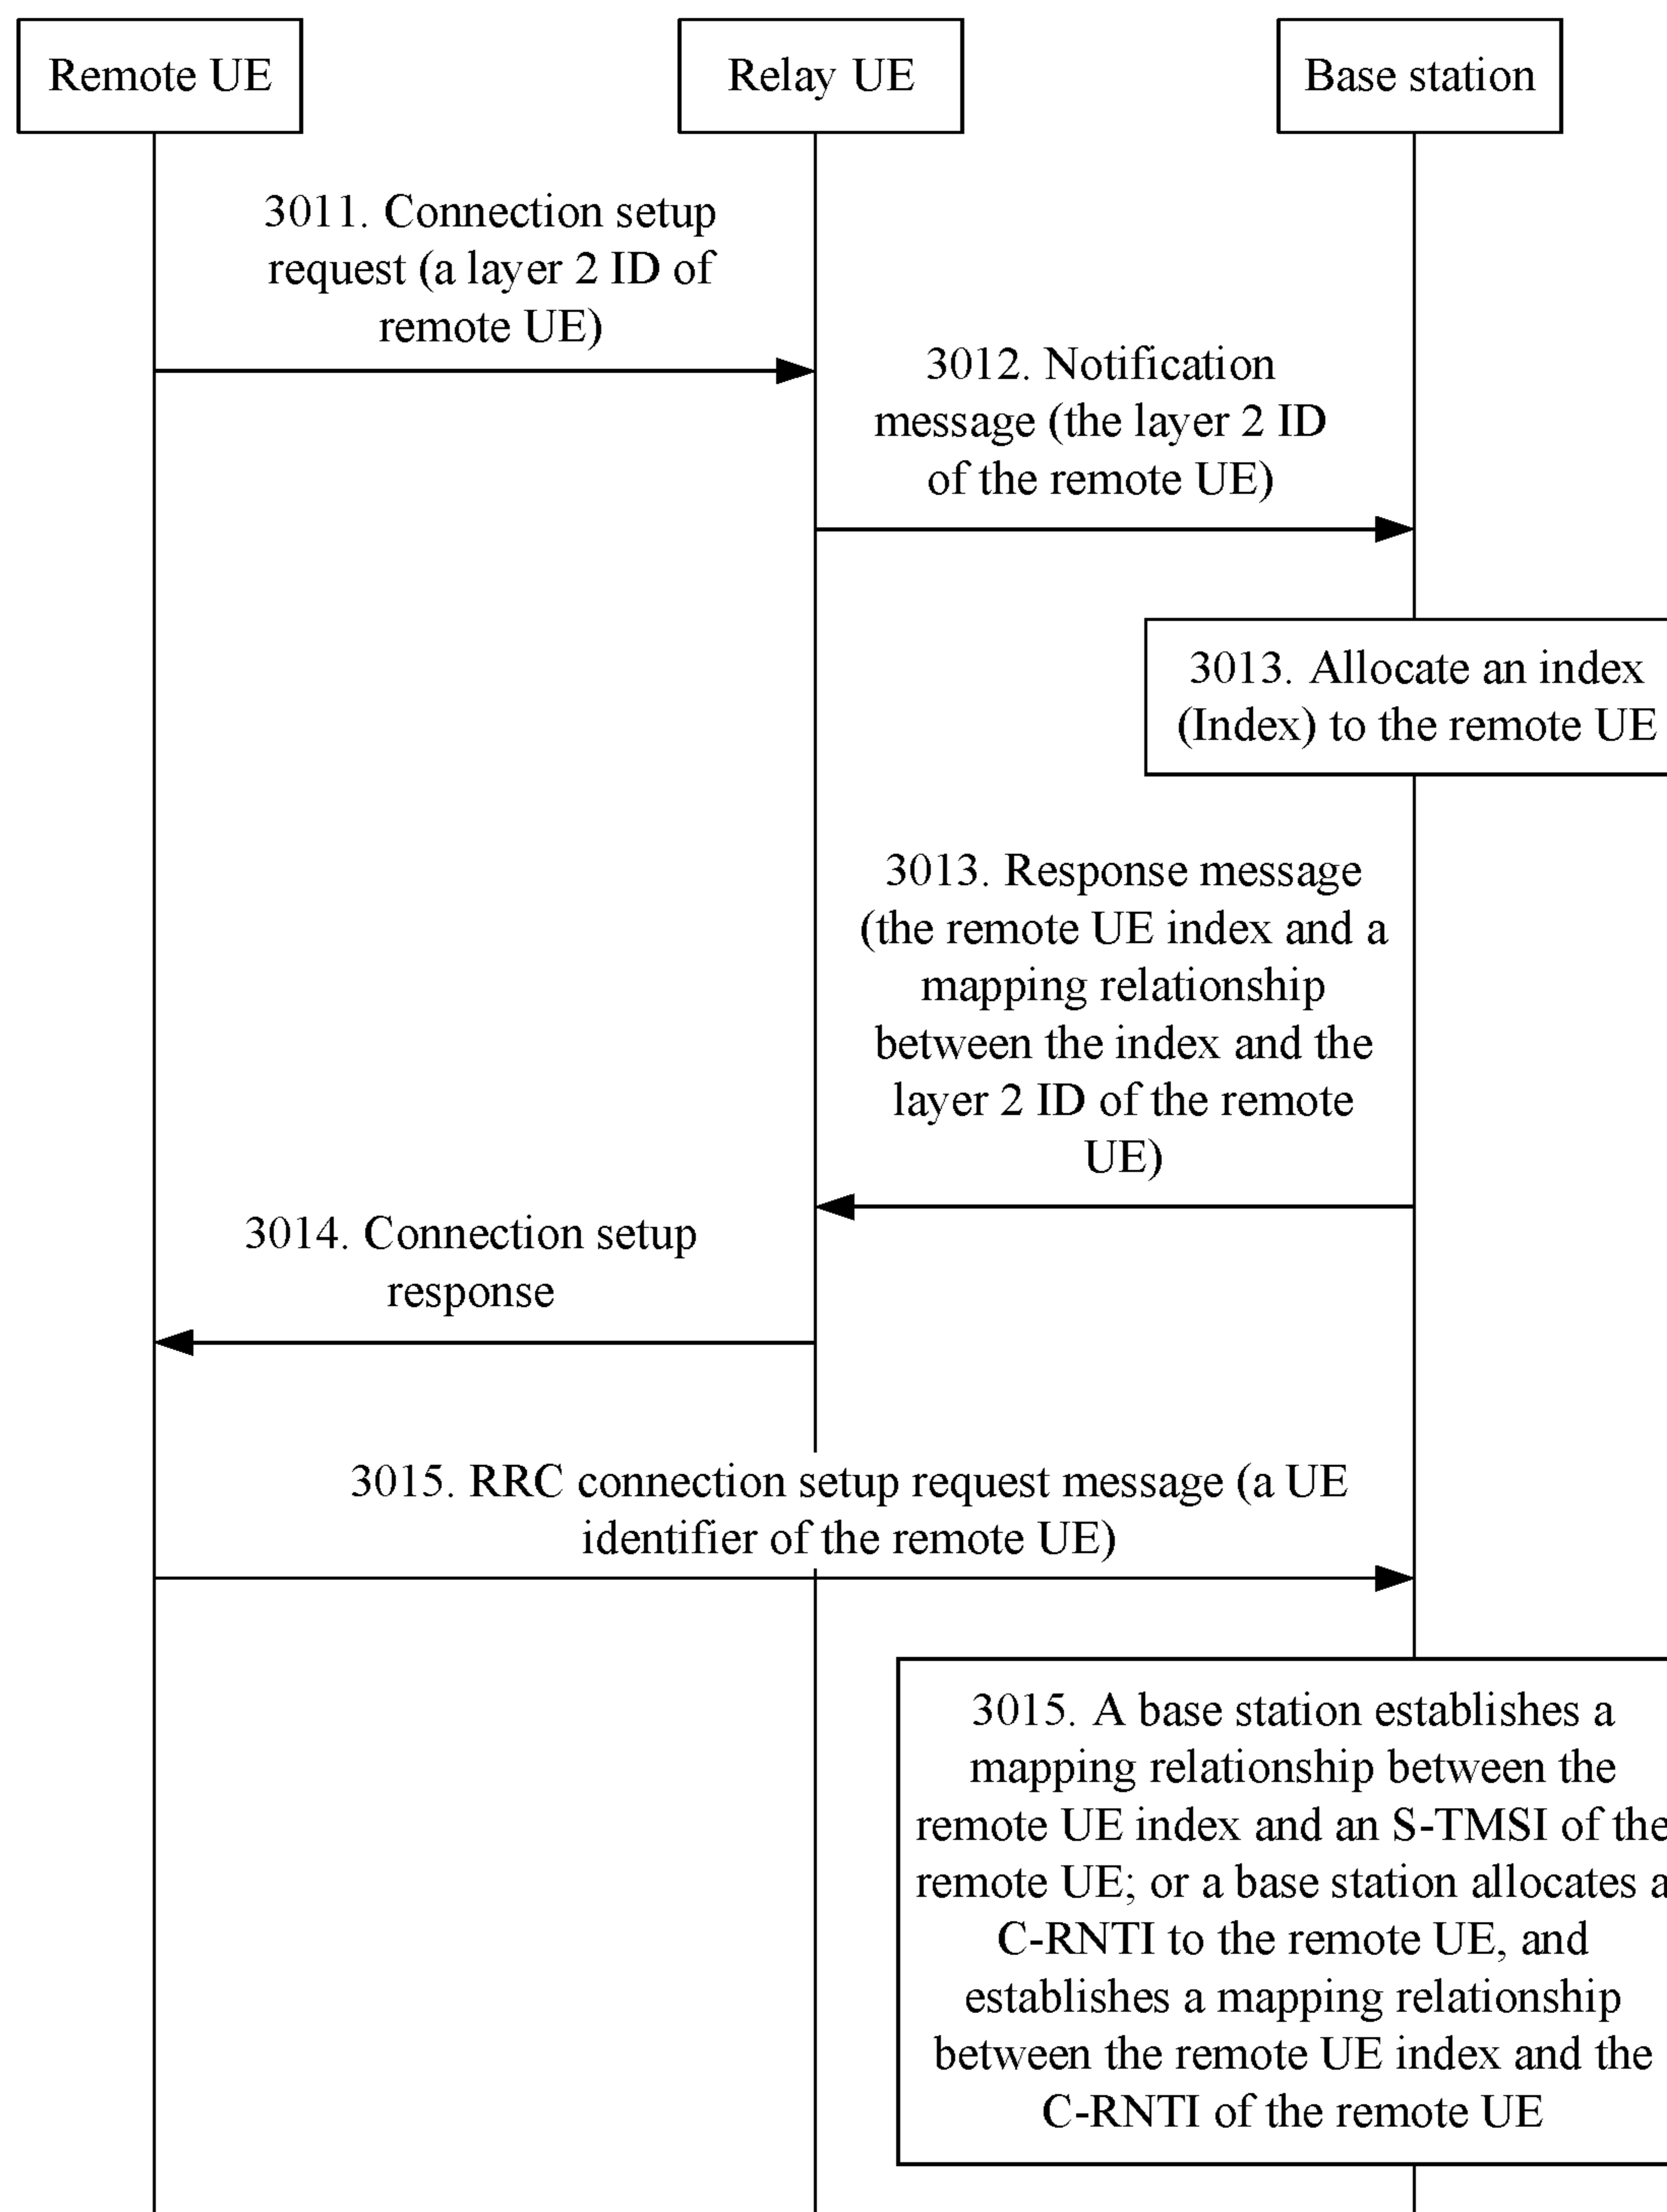 Remote UE
Relay UE
Base station
3011. Connection setup
request (a layer 2 ID of
remote UE)
3012. Notification
message (the layer 2 ID
of the remote UE)
3013. Allocate an index
(Index) to the remote UE
3013. Response message
(the remote UE index and a
mapping relationship
between the index and the
layer 2 ID of the remote
UE)
3014. Connection setup
response
3015. RRC connection setup request message (a UE
identifier of the remote UE)
3015. A base station establishes a
mapping relationship between the
remote UE index and an S-TMSI of the
remote UE; or a base station allocates a
C-RNTI to the remote UE, and
establishes a mapping relationship
between the remote UE index and the
C-RNTI of the remote UE